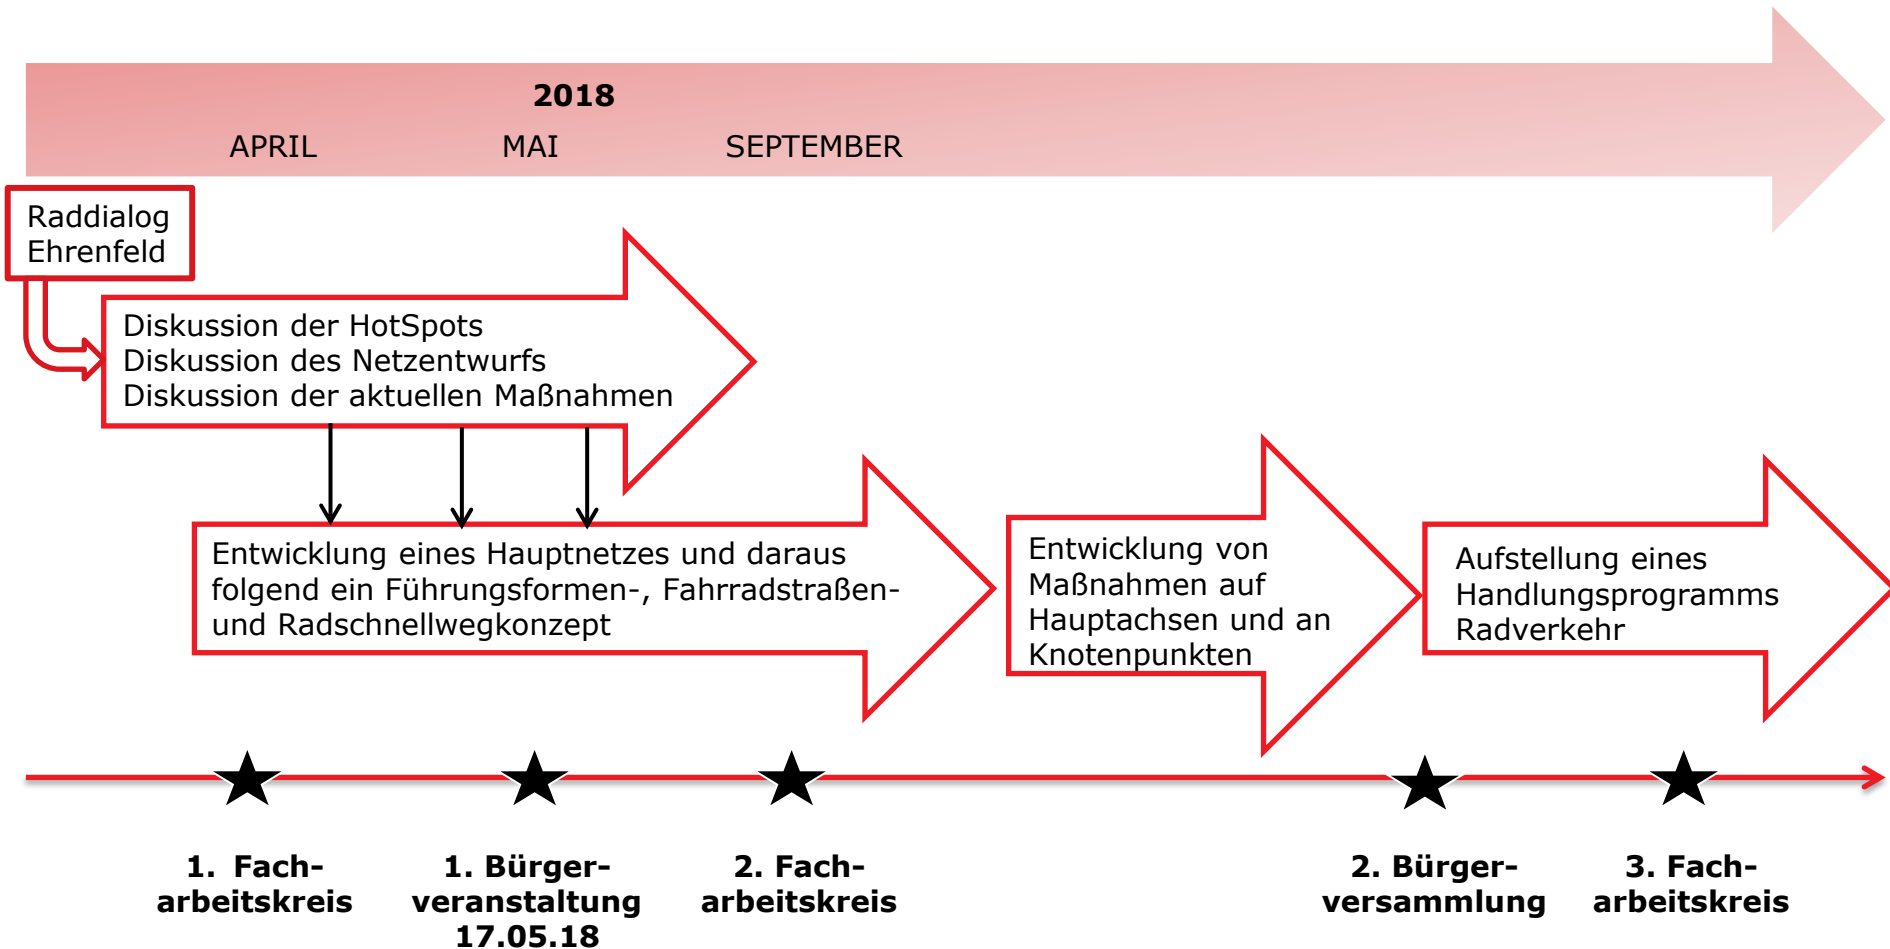 2018
APRIL MAI SEPTEMBER
Raddialog
Ehrenfeld
Diskussion der HotSpots
Diskussion des Netzentwurfs
Diskussion der aktuellen Maßnahmen
Entwicklung eines Hauptnetzes und daraus
folgend ein Führungsformen-, Fahrradstraßen-
und Radschnellwegkonzept
Entwicklung von
Maßnahmen auf
Hauptachsen und an
Knotenpunkten
Aufstellung eines
Handlungsprogramms
Radverkehr
1. Fach-
arbeitskreis
1. Bürger-
veranstaltung
17.05.18
2. Fach-
arbeitskreis
2. Bürger-
versammlung
3. Fach-
arbeitskreis